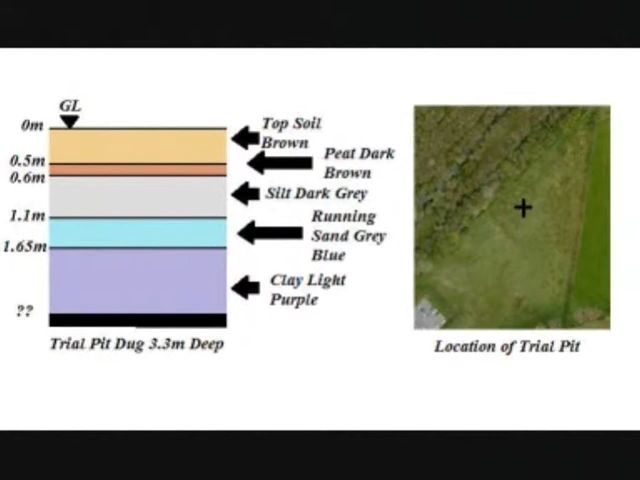 GL
0m
Top Soil
Brown
0.5m
Peat Dark
Brown
0.6m
Silt Dark Grey
1.1m
Running
Sand Grey
Blue
1.65m
Clay Light
Purple
??
Trial Pit Dug 3.3m Deep
Location of Trial Pit